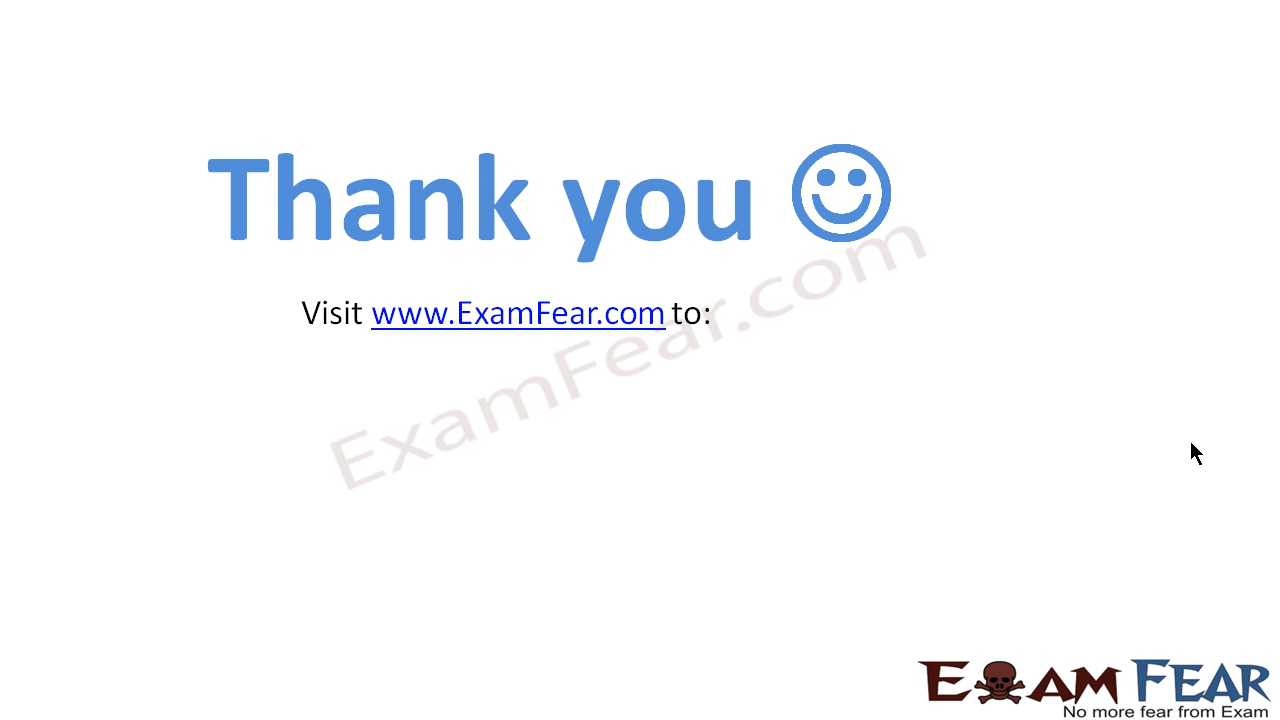 Thank you ☺
Visit www.ExamFear.com to:
ExamFear.com
EXAM FEAR
No more fear from Exam